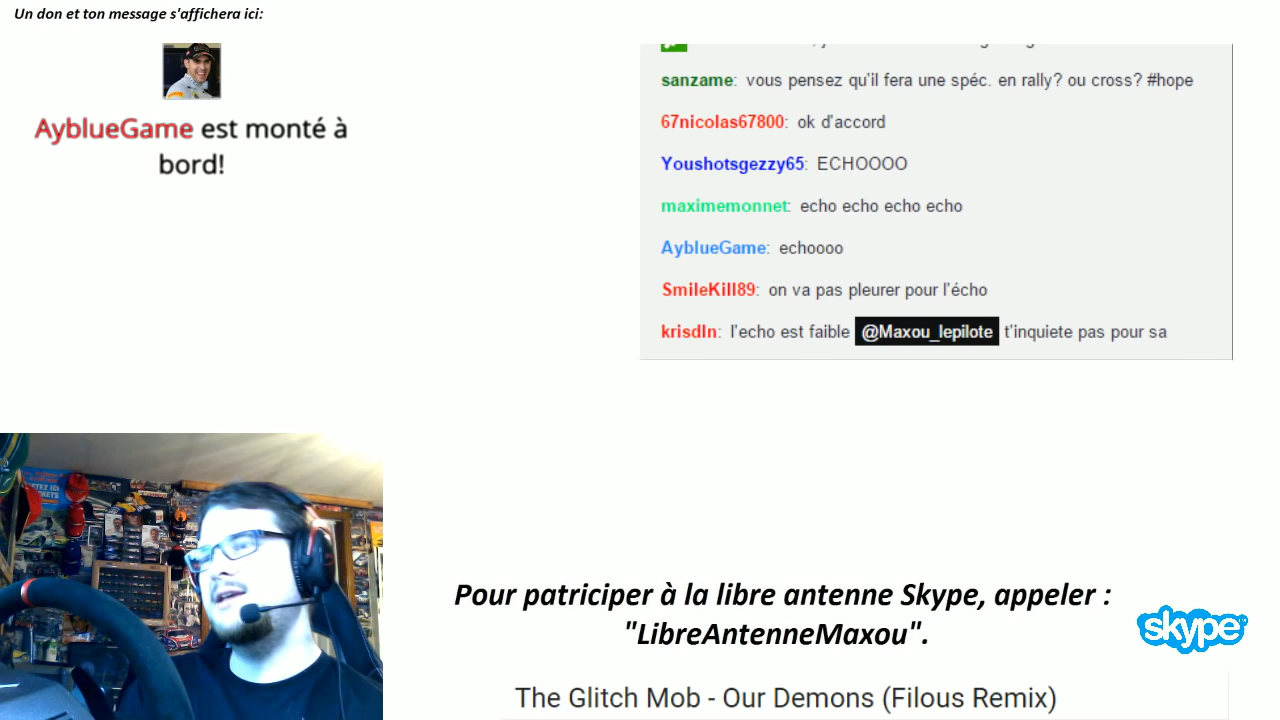 Un don et ton message s'affichera ici:
AyblueGame est monté à
bord!
sanzame: vous pensez qu'il fera une spéc. en rally? ou cross? #hope
67nicolas67800: ok d'accord
Youshotsgezzy65: ECHOOOO
maximemonnet: echo echo echo echo
AyblueGame: echoooo
SmileKill89: on va pas pleurer pour l'écho
krisdln: l'echo est faible @Maxou_lepilote t'inquiete pas pour sa
Pour patriciper à la libre antenne Skype, appeler :
"LibreAntenneMaxou".
skype
The Glitch Mob - Our Demons (Filous Remix)